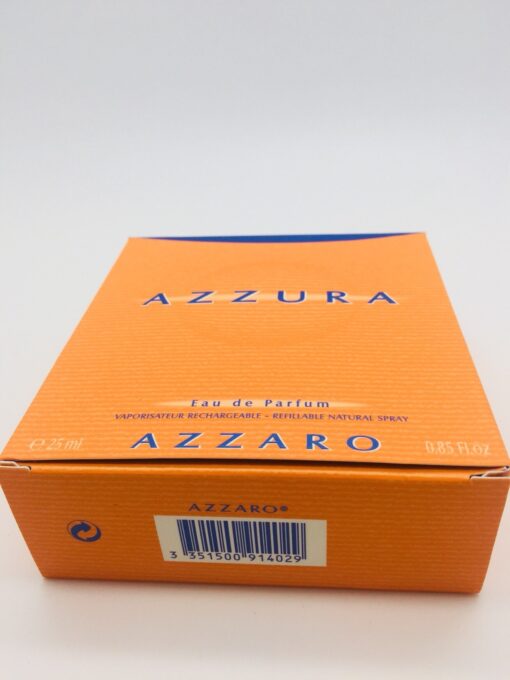 AZZURA
Eau de Parfum
VAPORISATEUR RECHARGEABLE - REFILLABLE NATURAL SPRAY
℮ 25 ml AZZARO 0.85 Fl.oz
AZZARO®
3 351500 914029